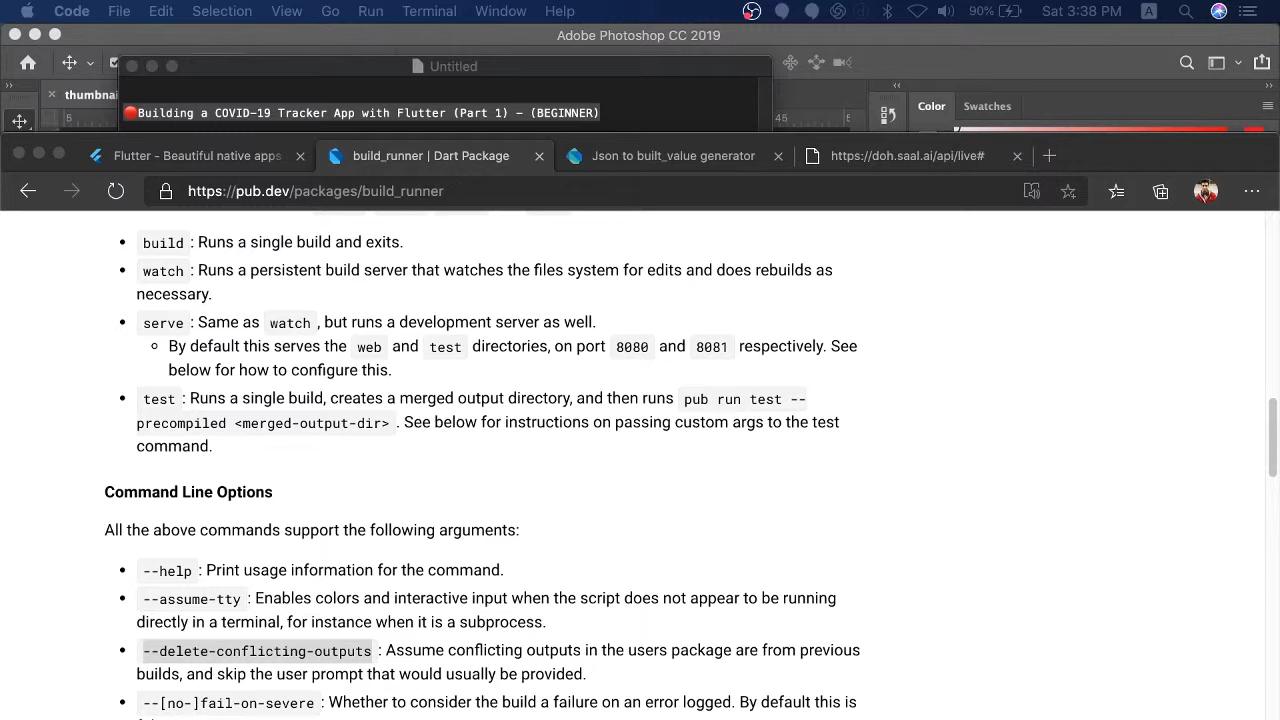 Code File Edit Selection View Go Run Terminal Window Help 90% Sat 3:38 PM A
Adobe Photoshop CC 2019
Untitled
thumbnai
Color Swatches
5 45
Building a COVID-19 Tracker App with Flutter (Part 1) - (BEGINNER)
Flutter - Beautiful native apps build_runner | Dart Package Json to built_value generator https://doh.saal.ai/api/live#
https://pub.dev/packages/build_runner
build : Runs a single build and exits.
watch : Runs a persistent build server that watches the files system for edits and does rebuilds as
necessary.
serve : Same as watch , but runs a development server as well.
By default this serves the web and test directories, on port 8080 and 8081 respectively. See
below for how to configure this.
test : Runs a single build, creates a merged output directory, and then runs pub run test --
precompiled <merged-output-dir> . See below for instructions on passing custom args to the test
command.
Command Line Options
All the above commands support the following arguments:
--help : Print usage information for the command.
--assume-tty : Enables colors and interactive input when the script does not appear to be running
directly in a terminal, for instance when it is a subprocess.
--delete-conflicting-outputs : Assume conflicting outputs in the users package are from previous
builds, and skip the user prompt that would usually be provided.
--[no-]fail-on-severe : Whether to consider the build a failure on an error logged. By default this is